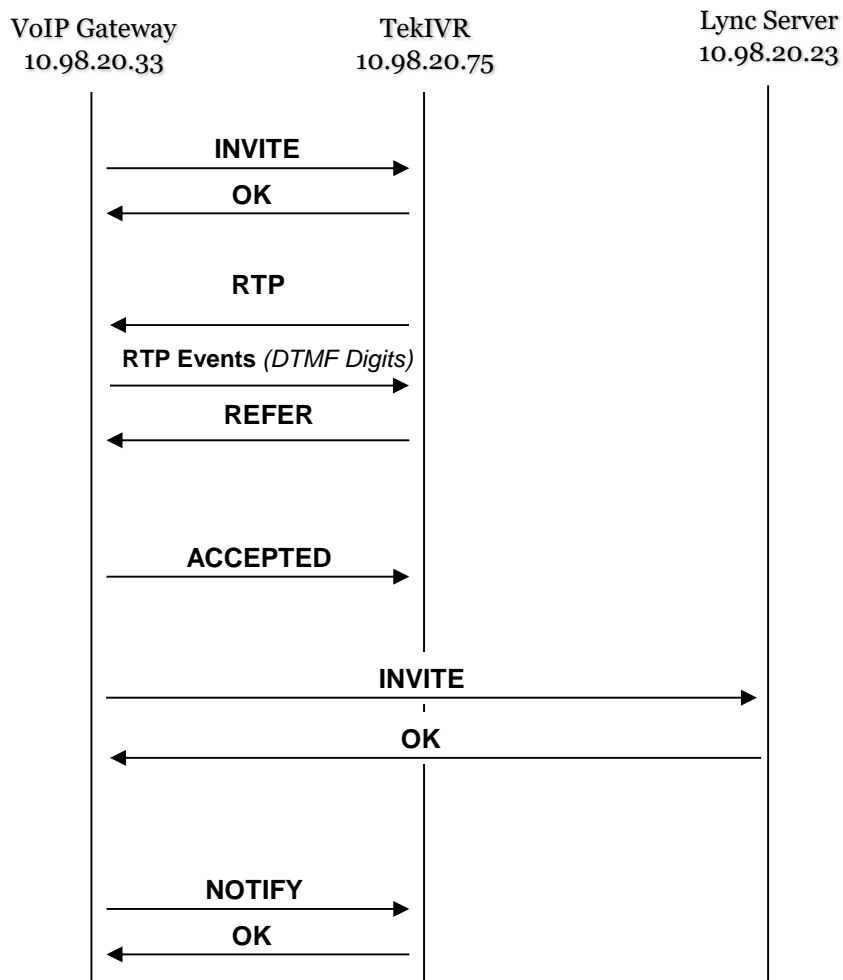 VoIP Gateway
10.98.20.33
TekIVR
10.98.20.75
Lync Server
10.98.20.23
INVITE
OK
RTP
RTP Events (DTMF Digits)
REFER
ACCEPTED
INVITE
OK
NOTIFY
OK